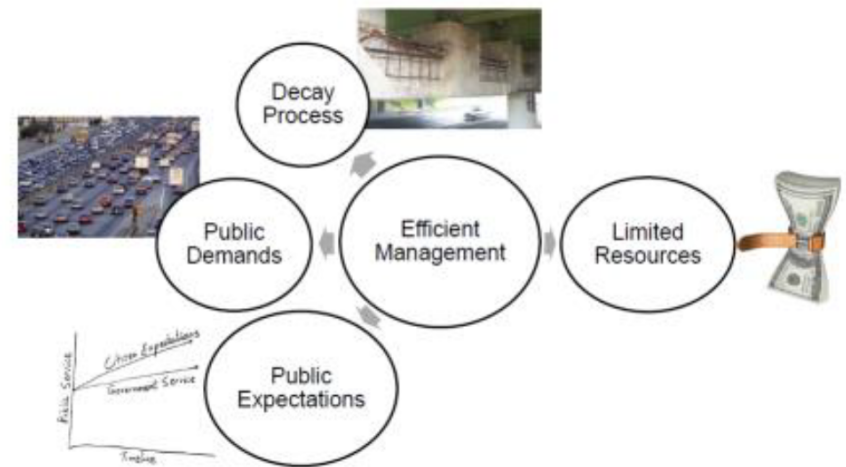 Decay
Process
Public
Demands
Efficient
Management
Limited
Resources
Public
Expectations
Citizen Expectations
Government Service
Public Service
Timeline